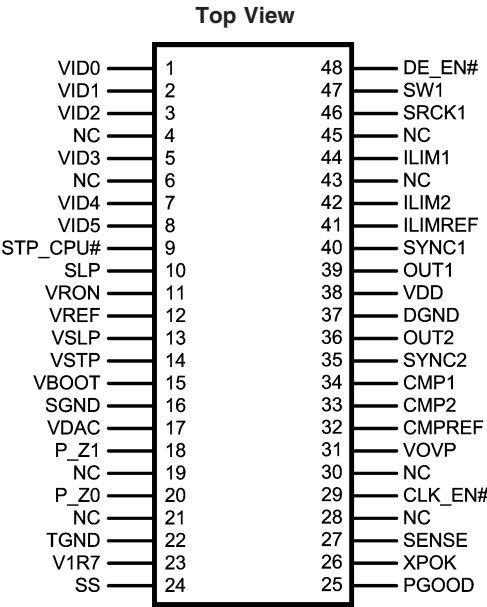 Top View
VID0 1 48 DE_EN#
VID1 2 47 SW1
VID2 3 46 SRCK1
NC 4 45 NC
VID3 5 44 ILIM1
NC 6 43 NC
VID4 7 42 ILIM2
VID5 8 41 ILIMREF
STP_CPU# 9 40 SYNC1
SLP 10 39 OUT1
VRON 11 38 VDD
VREF 12 37 DGND
VSLP 13 36 OUT2
VSTP 14 35 SYNC2
VBOOT 15 34 CMP1
SGND 16 33 CMP2
VDAC 17 32 CMPREF
P_Z1 18 31 VOVP
NC 19 30 NC
P_Z0 20 29 CLK_EN#
NC 21 28 NC
TGND 22 27 SENSE
V1R7 23 26 XPOK
SS 24 25 PGOOD